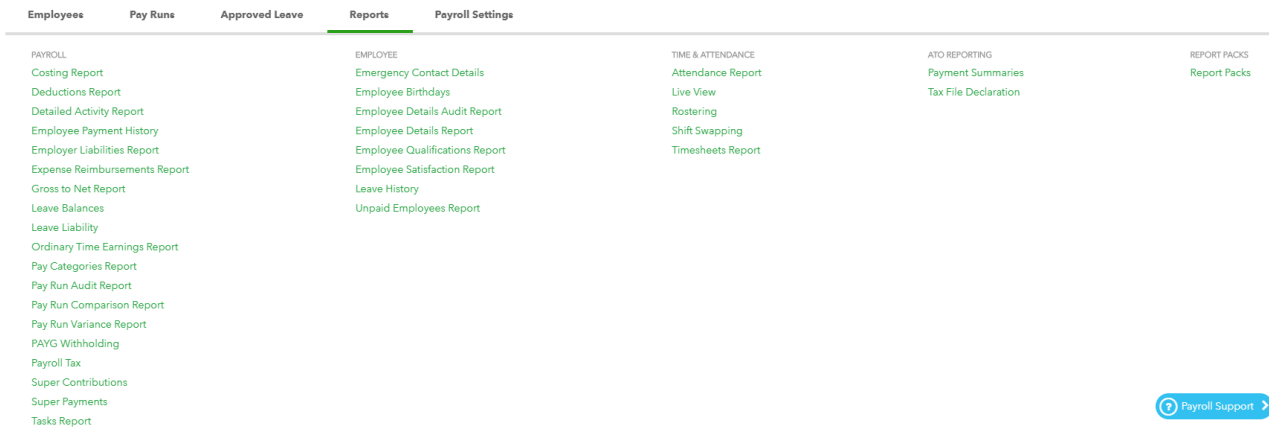 Employees Pay Runs Approved Leave Reports Payroll Settings
PAYROLL
Costing Report
Deductions Report
Detailed Activity Report
Employee Payment History
Employer Liabilities Report
Expense Reimbursements Report
Gross to Net Report
Leave Balances
Leave Liability
Ordinary Time Earnings Report
Pay Categories Report
Pay Run Audit Report
Pay Run Comparison Report
Pay Run Variance Report
PAYG Withholding
Payroll Tax
Super Contributions
Super Payments
Tasks Report
EMPLOYEE
Emergency Contact Details
Employee Birthdays
Employee Details Audit Report
Employee Details Report
Employee Qualifications Report
Employee Satisfaction Report
Leave History
Unpaid Employees Report
TIME & ATTENDANCE
Attendance Report
Live View
Rostering
Shift Swapping
Timesheets Report
ATO REPORTING
Payment Summaries
Tax File Declaration
REPORT PACKS
Report Packs
? Payroll Support